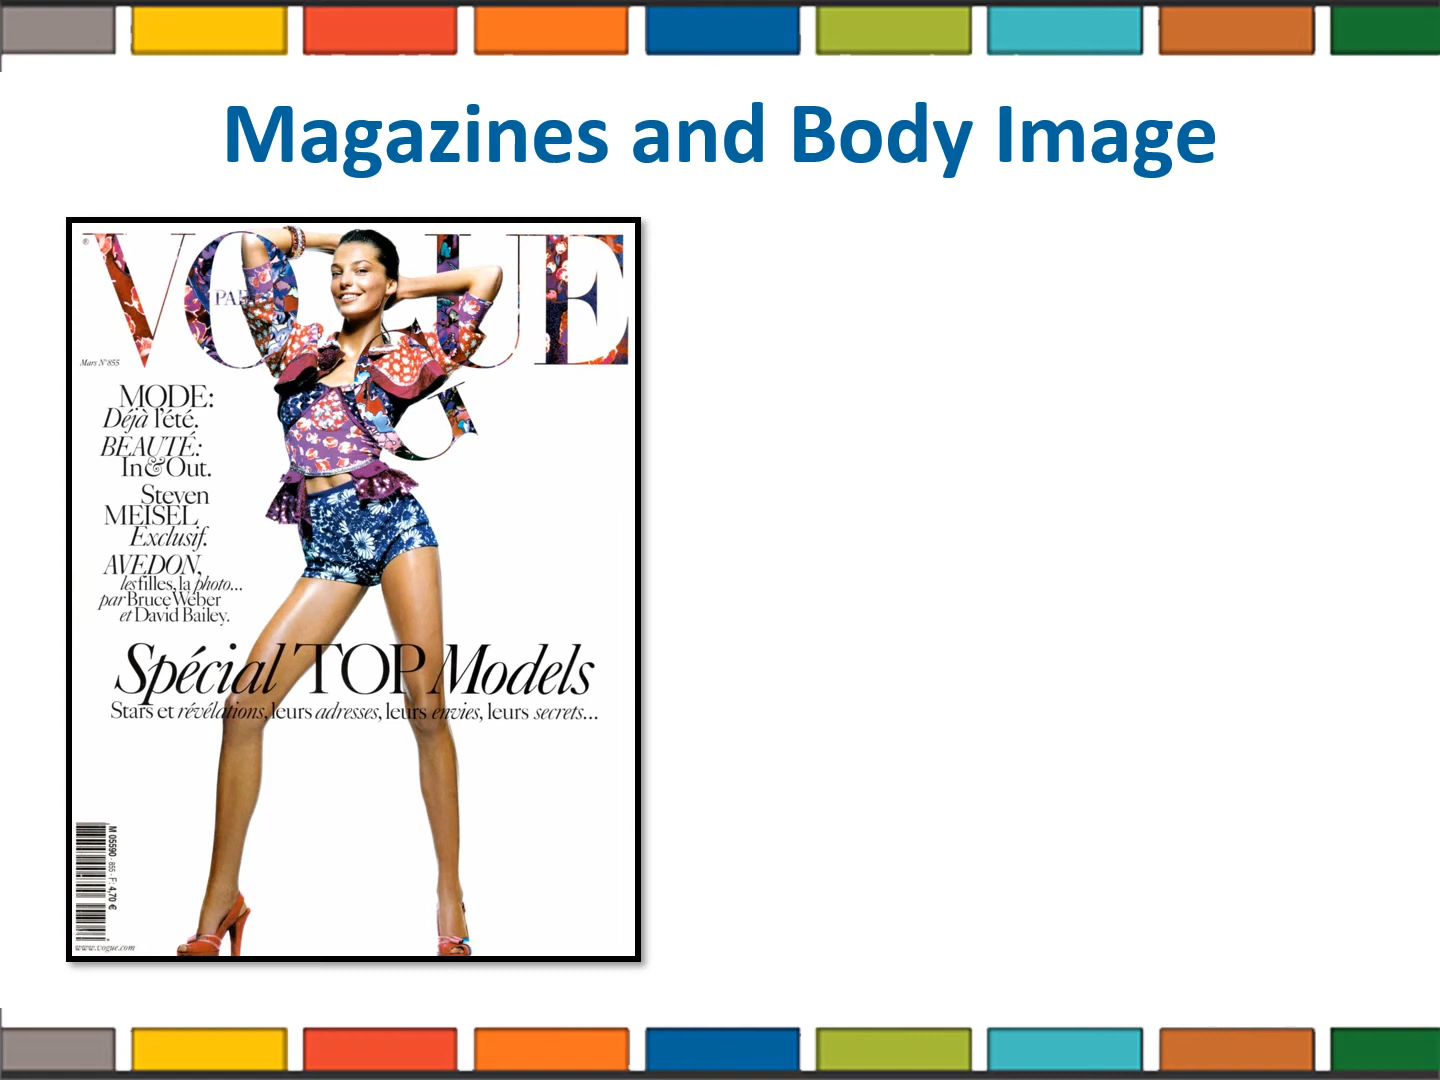 Magazines and Body Image
VOGUE
PARIS
Mars N°855
MODE:
Déjà l'été.
BEAUTÉ:
In&Out.
Steven
MEISEL
Exclusif.
AVEDON,
les filles, la photo...
par Bruce Weber
et David Bailey.
Spécial TOP Models
Stars et révélations, leurs adresses, leurs envies, leurs secrets...
M 05590 - 855 - F: 4,70 €
www.vogue.com